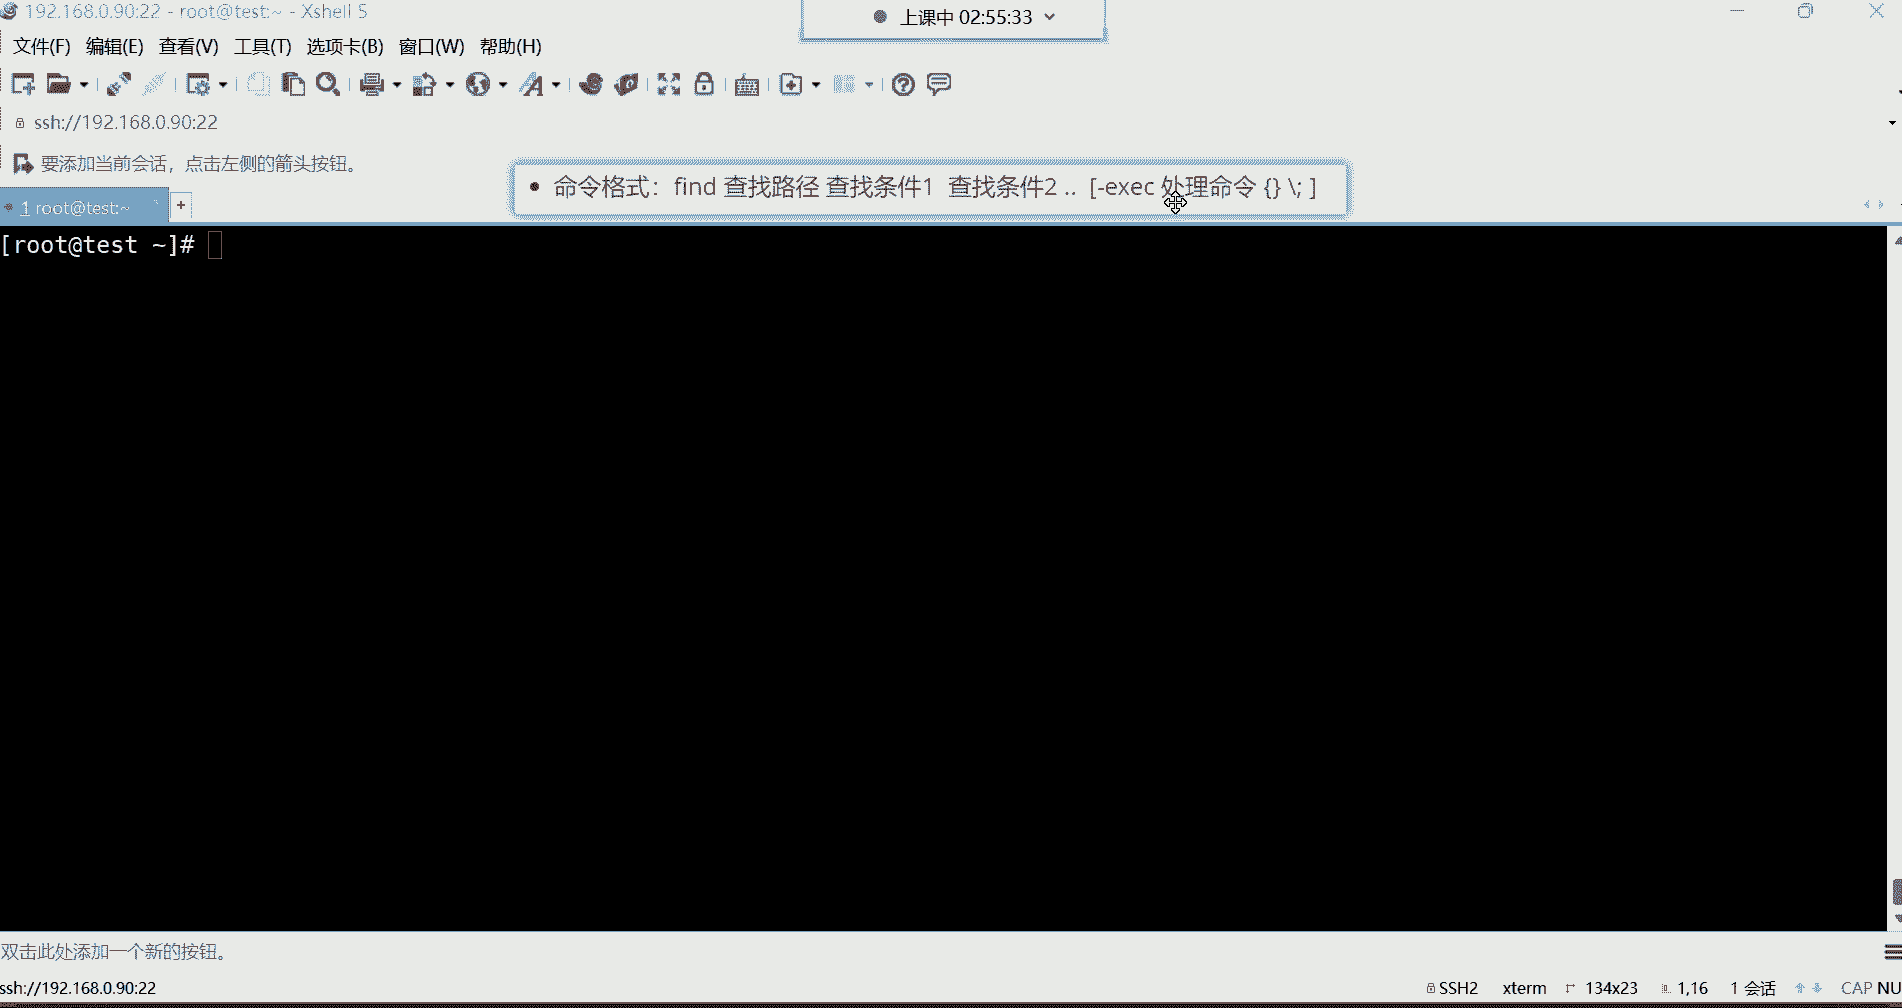 192.168.0.90:22 - root@test:~ - Xshell 5
上课中 02:55:33
文件(F) 编辑(E) 查看(V) 工具(T) 选项卡(B) 窗口(W) 帮助(H)
ssh://192.168.0.90:22
要添加当前会话，点击左侧的箭头按钮。
• 命令格式：find 查找路径 查找条件1 查找条件2 .. [-exec 处理命令 {} \; ]
1 root@test:~ +
[root@test ~]#
双击此处添加一个新的按钮。
ssh://192.168.0.90:22 SSH2 xterm 134x23 1,16 1 会话 CAP NU